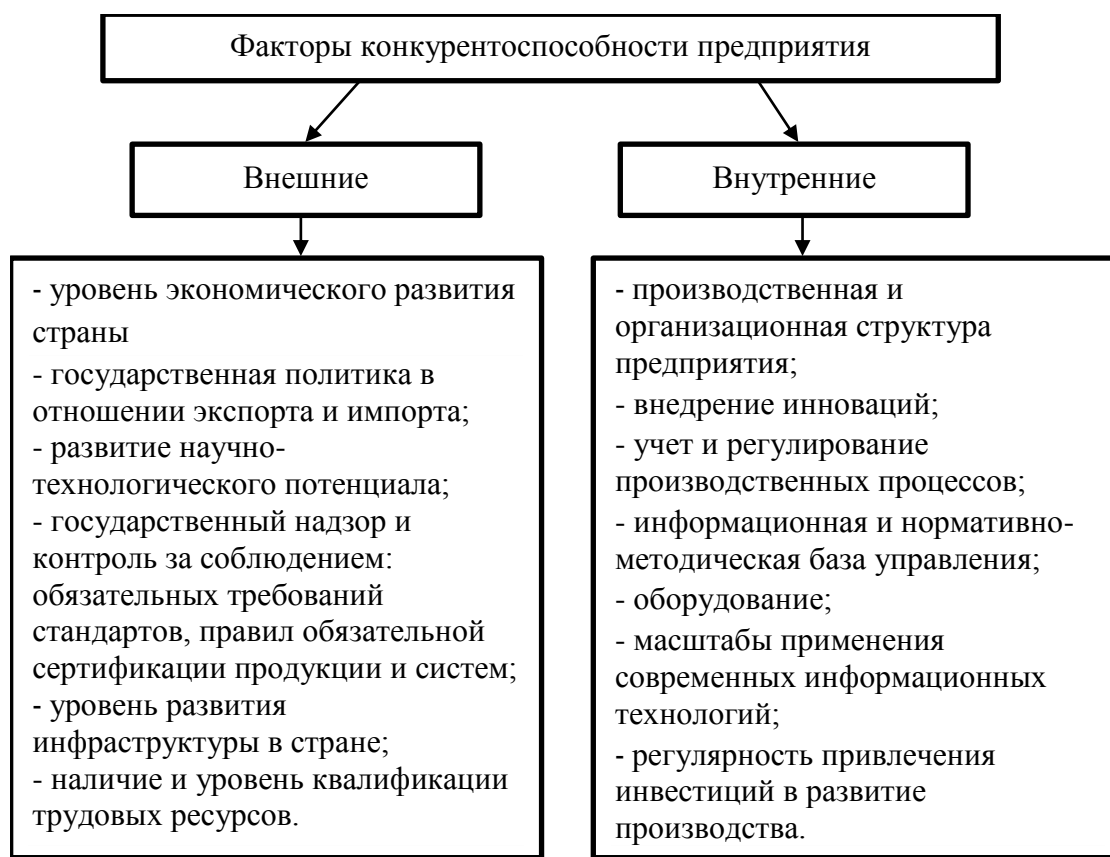 Факторы конкурентоспособности предприятия
Внешние
Внутренние
- уровень экономического развития
страны
- государственная политика в
отношении экспорта и импорта;
- развитие научно-
технологического потенциала;
- государственный надзор и
контроль за соблюдением:
обязательных требований
стандартов, правил обязательной
сертификации продукции и систем;
- уровень развития
инфраструктуры в стране;
- наличие и уровень квалификации
трудовых ресурсов.
- производственная и
организационная структура
предприятия;
- внедрение инноваций;
- учет и регулирование
производственных процессов;
- информационная и нормативно-
методическая база управления;
- оборудование;
- масштабы применения
современных информационных
технологий;
- регулярность привлечения
инвестиций в развитие
производства.